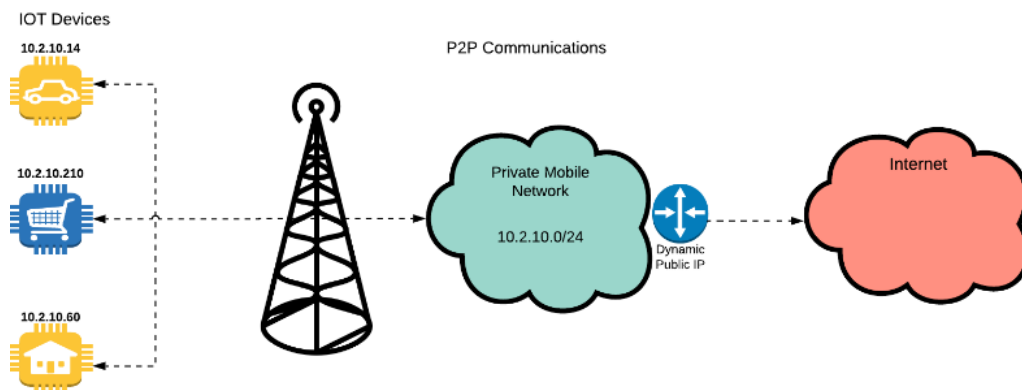 IOT Devices
10.2.10.14
P2P Communications
10.2.10.210
Private Mobile
Network
10.2.10.0/24
Internet
Dynamic
Public IP
10.2.10.60